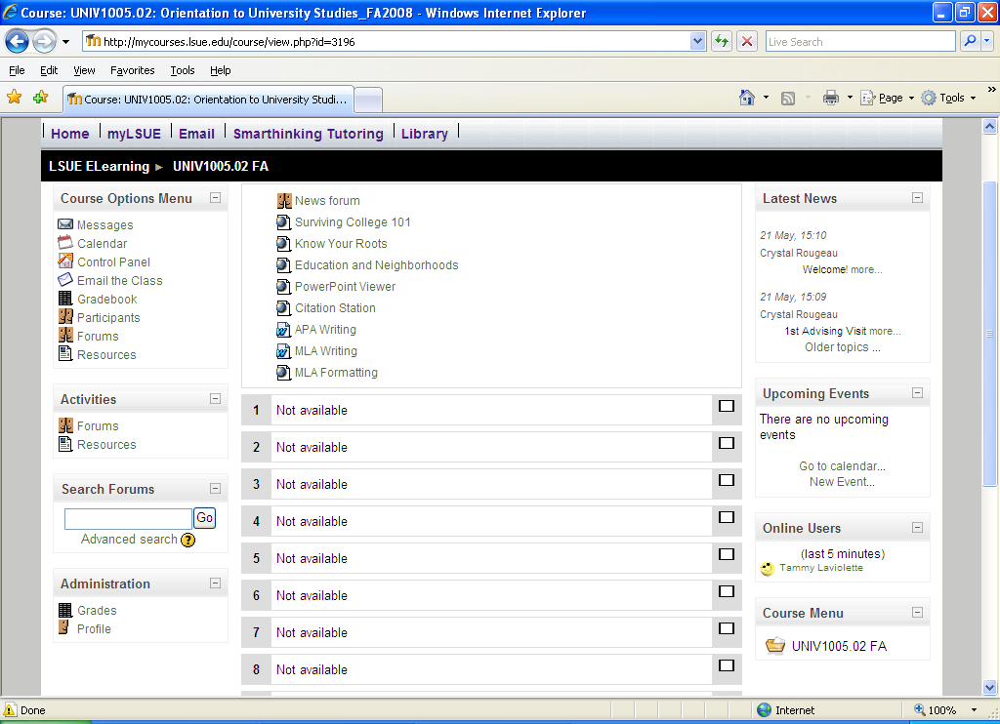 Course: UNIV1005.02: Orientation to University Studies_FA2008 - Windows Internet Explorer
http://mycourses.lsue.edu/course/view.php?id=3196
Live Search
File Edit View Favorites Tools Help
Course: UNIV1005.02: Orientation to University Studi...
Page Tools
Home myLSUE Email Smarthinking Tutoring Library
LSUE ELearning ► UNIV1005.02 FA
Course Options Menu
Messages
Calendar
Control Panel
Email the Class
Gradebook
Participants
Forums
Resources
Activities
Forums
Resources
Search Forums
Go
Advanced search ?
Administration
Grades
Profile
News forum
Surviving College 101
Know Your Roots
Education and Neighborhoods
PowerPoint Viewer
Citation Station
APA Writing
MLA Writing
MLA Formatting
1 Not available
2 Not available
3 Not available
4 Not available
5 Not available
6 Not available
7 Not available
8 Not available
Latest News
21 May, 15:10
Crystal Rougeau
Welcome! more...
21 May, 15:09
Crystal Rougeau
1st Advising Visit more...
Older topics ...
Upcoming Events
There are no upcoming
events
Go to calendar...
New Event...
Online Users
(last 5 minutes)
Tammy Laviolette
Course Menu
UNIV1005.02 FA
Done
Internet
100%